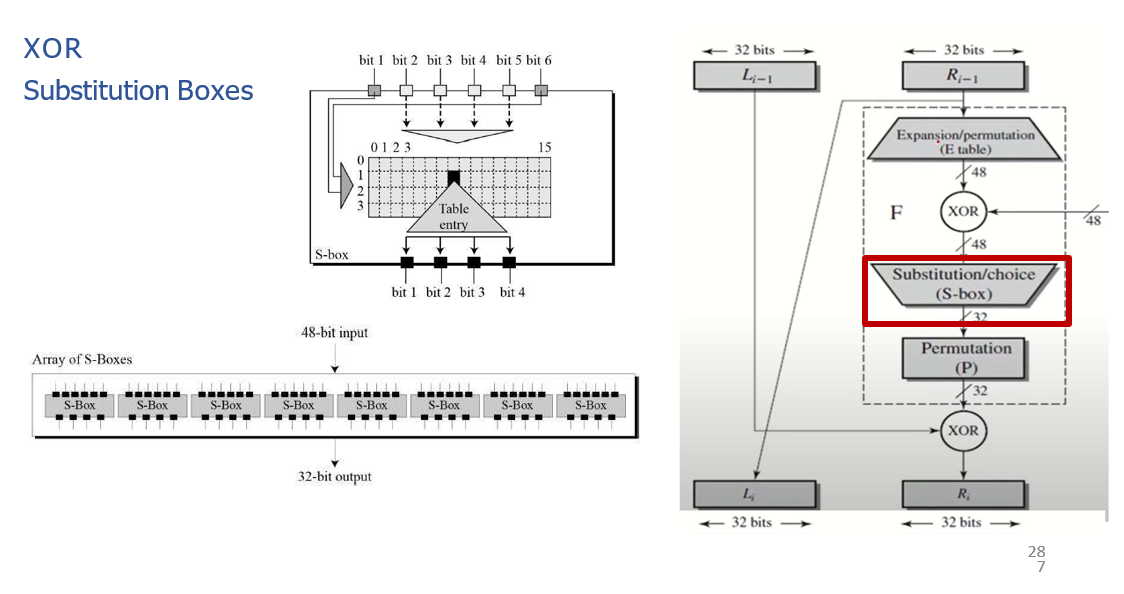 XOR
Substitution Boxes
bit 1 bit 2 bit 3 bit 4 bit 5 bit 6
0 1 2 3 15
0
1
2
3
Table
entry
S-box
bit 1 bit 2 bit 3 bit 4
48-bit input
Array of S-Boxes
S-Box S-Box S-Box S-Box S-Box S-Box S-Box S-Box
32-bit output
32 bits 32 bits
Li−1 Ri−1
Expansion/permutation
(E table)
48
F XOR
48
48
Substitution/choice
(S-box)
32
Permutation
(P)
32
XOR
Li Ri
32 bits 32 bits
28
7